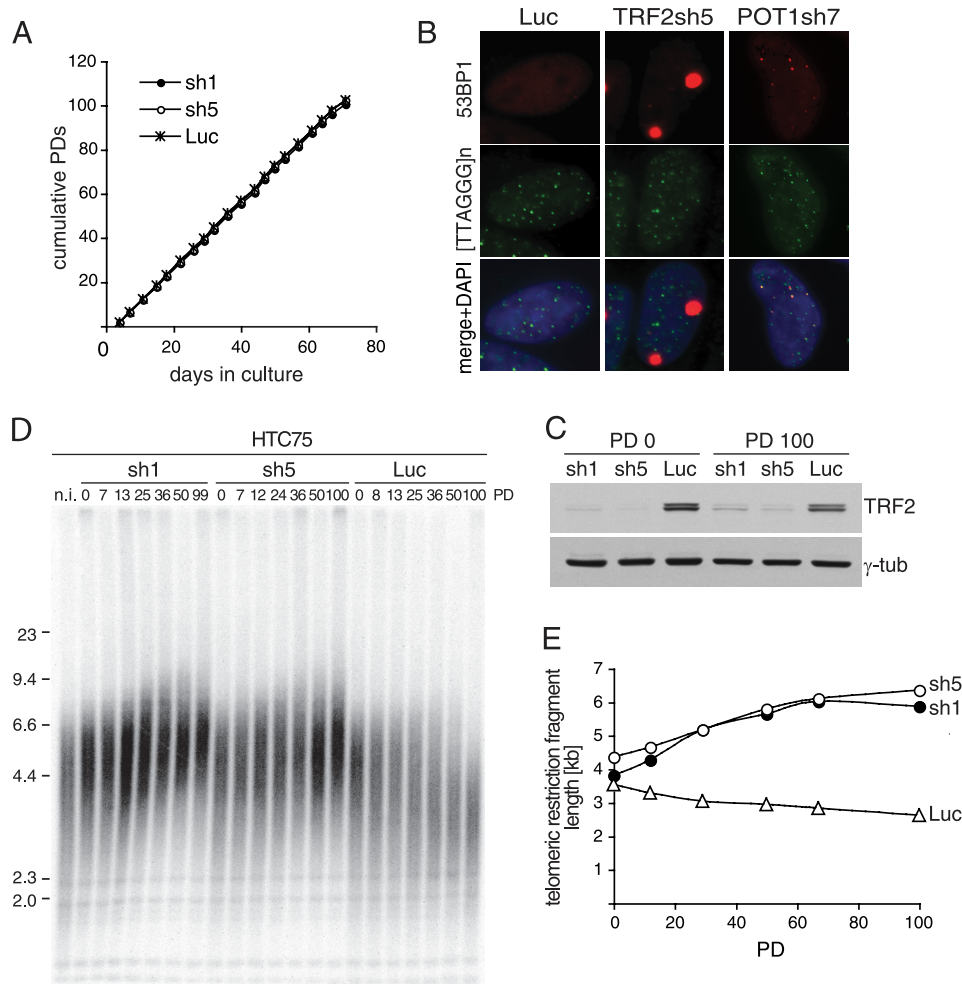 A
120
100
80
60
40
20
0
20
40
60
80
cumulative PDs
days in culture
sh1
sh5
Luc
B
Luc
TRF2sh5
POT1sh7
53BP1
[TTAGGG]n
merge+DAPI
D
HTC75
sh1
sh5
Luc
n.i. 0 7 13 25 36 50 99 0 7 12 24 36 50 100 0 8 13 25 36 50 100 PD
23
9.4
6.6
4.4
2.3
2.0
C
PD 0
PD 100
sh1 sh5 Luc sh1 sh5 Luc
TRF2
γ-tub
E
7
6
5
4
3
2
1
0 20 40 60 80 100
telomeric restriction fragment
length [kb]
PD
sh5
sh1
Luc